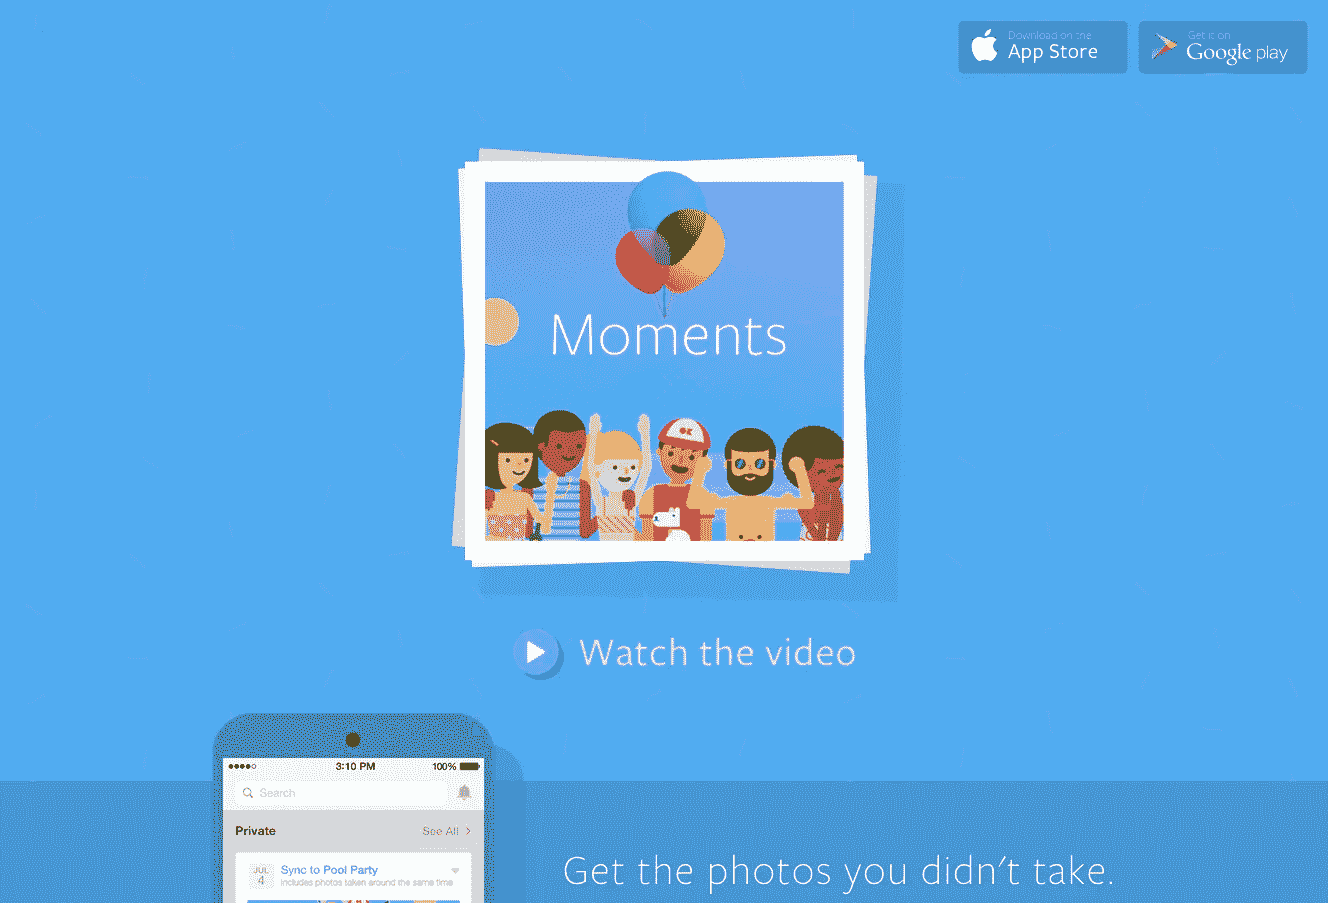 Download on the
App Store
Get it on
Google play
Moments
Watch the video
3:10 PM
100%
Search
Private
See All
JUL
4
Sync to Pool Party
Includes photos taken around the same time
Get the photos you didn't take.